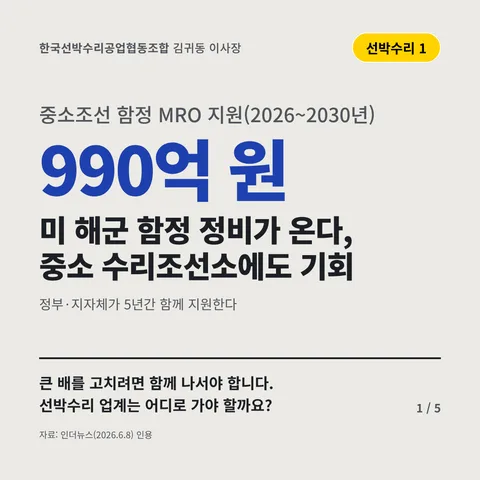 한국선박수리공업협동조합 김귀동 이사장
선박수리 1
중소조선 함정 MRO 지원(2026~2030년)
990억 원
미 해군 함정 정비가 온다,
중소 수리조선소에도 기회
정부·지자체가 5년간 함께 지원한다
큰 배를 고치려면 함께 나서야 합니다.
선박수리 업계는 어디로 가야 할까요?
1 / 5
자료: 인더뉴스(2026.6.8) 인용